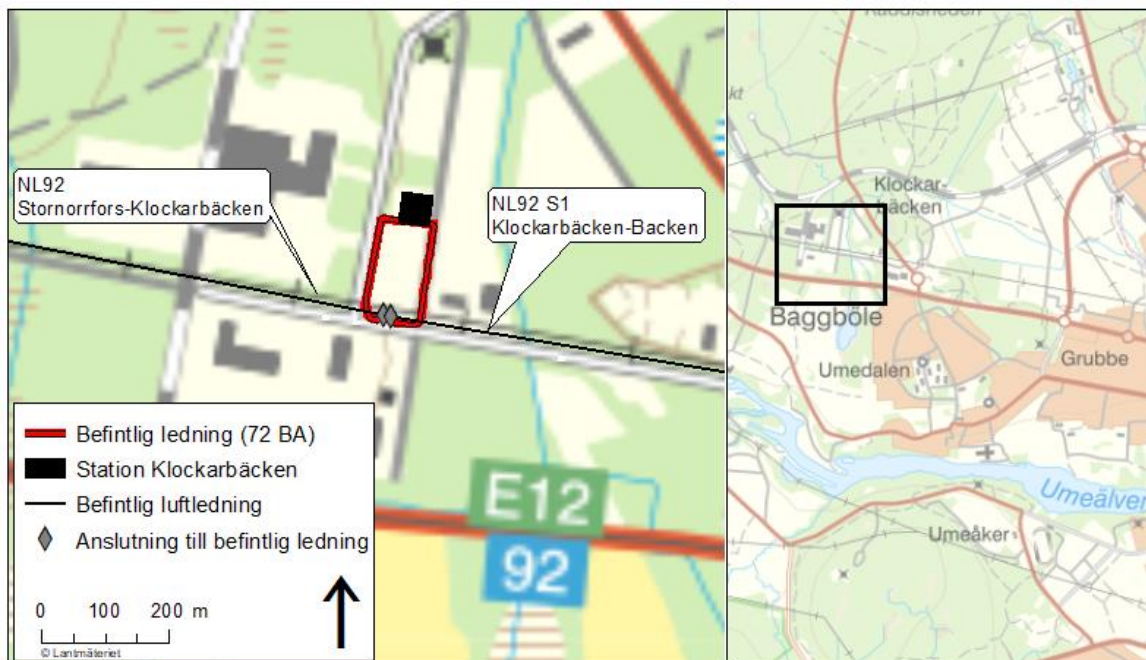 NL92
Stornorrfors-Klockarbäcken
NL92 S1
Klockarbäcken-Backen
Befintlig ledning (72 BA)
Station Klockarbäcken
Befintlig luftledning
Anslutning till befintlig ledning
0 100 200 m
© Lantmäteriet
E12
92
Klockar-
bäcken
Baggböle
Umedalen
Grubbe
Umeälven
Umeåker